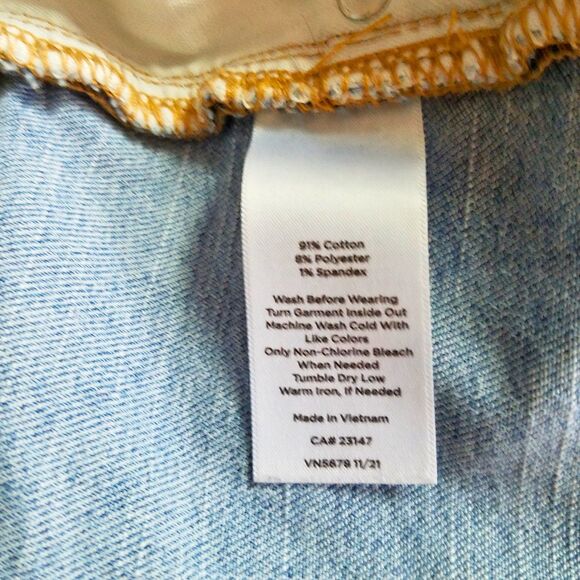 91% Cotton
8% Polyester
1% Spandex
Wash Before Wearing
Turn Garment Inside Out
Machine Wash Cold With
Like Colors
Only Non-Chlorine Bleach
When Needed
Tumble Dry Low
Warm Iron, If Needed
Made in Vietnam
CA# 23147
VN5678 11/21